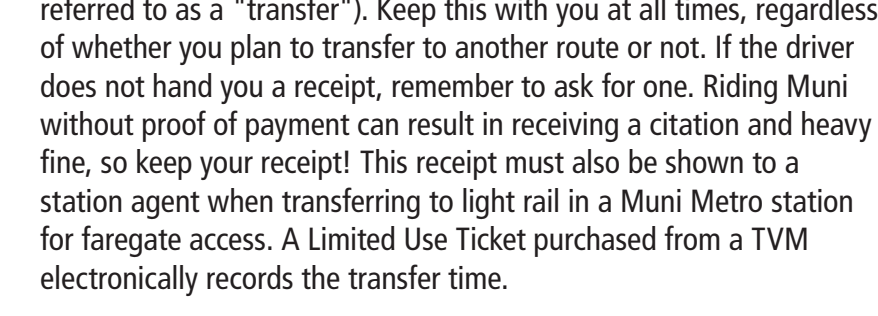 referred to as a "transfer"). Keep this with you at all times, regardless
of whether you plan to transfer to another route or not. If the driver
does not hand you a receipt, remember to ask for one. Riding Muni
without proof of payment can result in receiving a citation and heavy
fine, so keep your receipt! This receipt must also be shown to a
station agent when transferring to light rail in a Muni Metro station
for faregate access. A Limited Use Ticket purchased from a TVM
electronically records the transfer time.